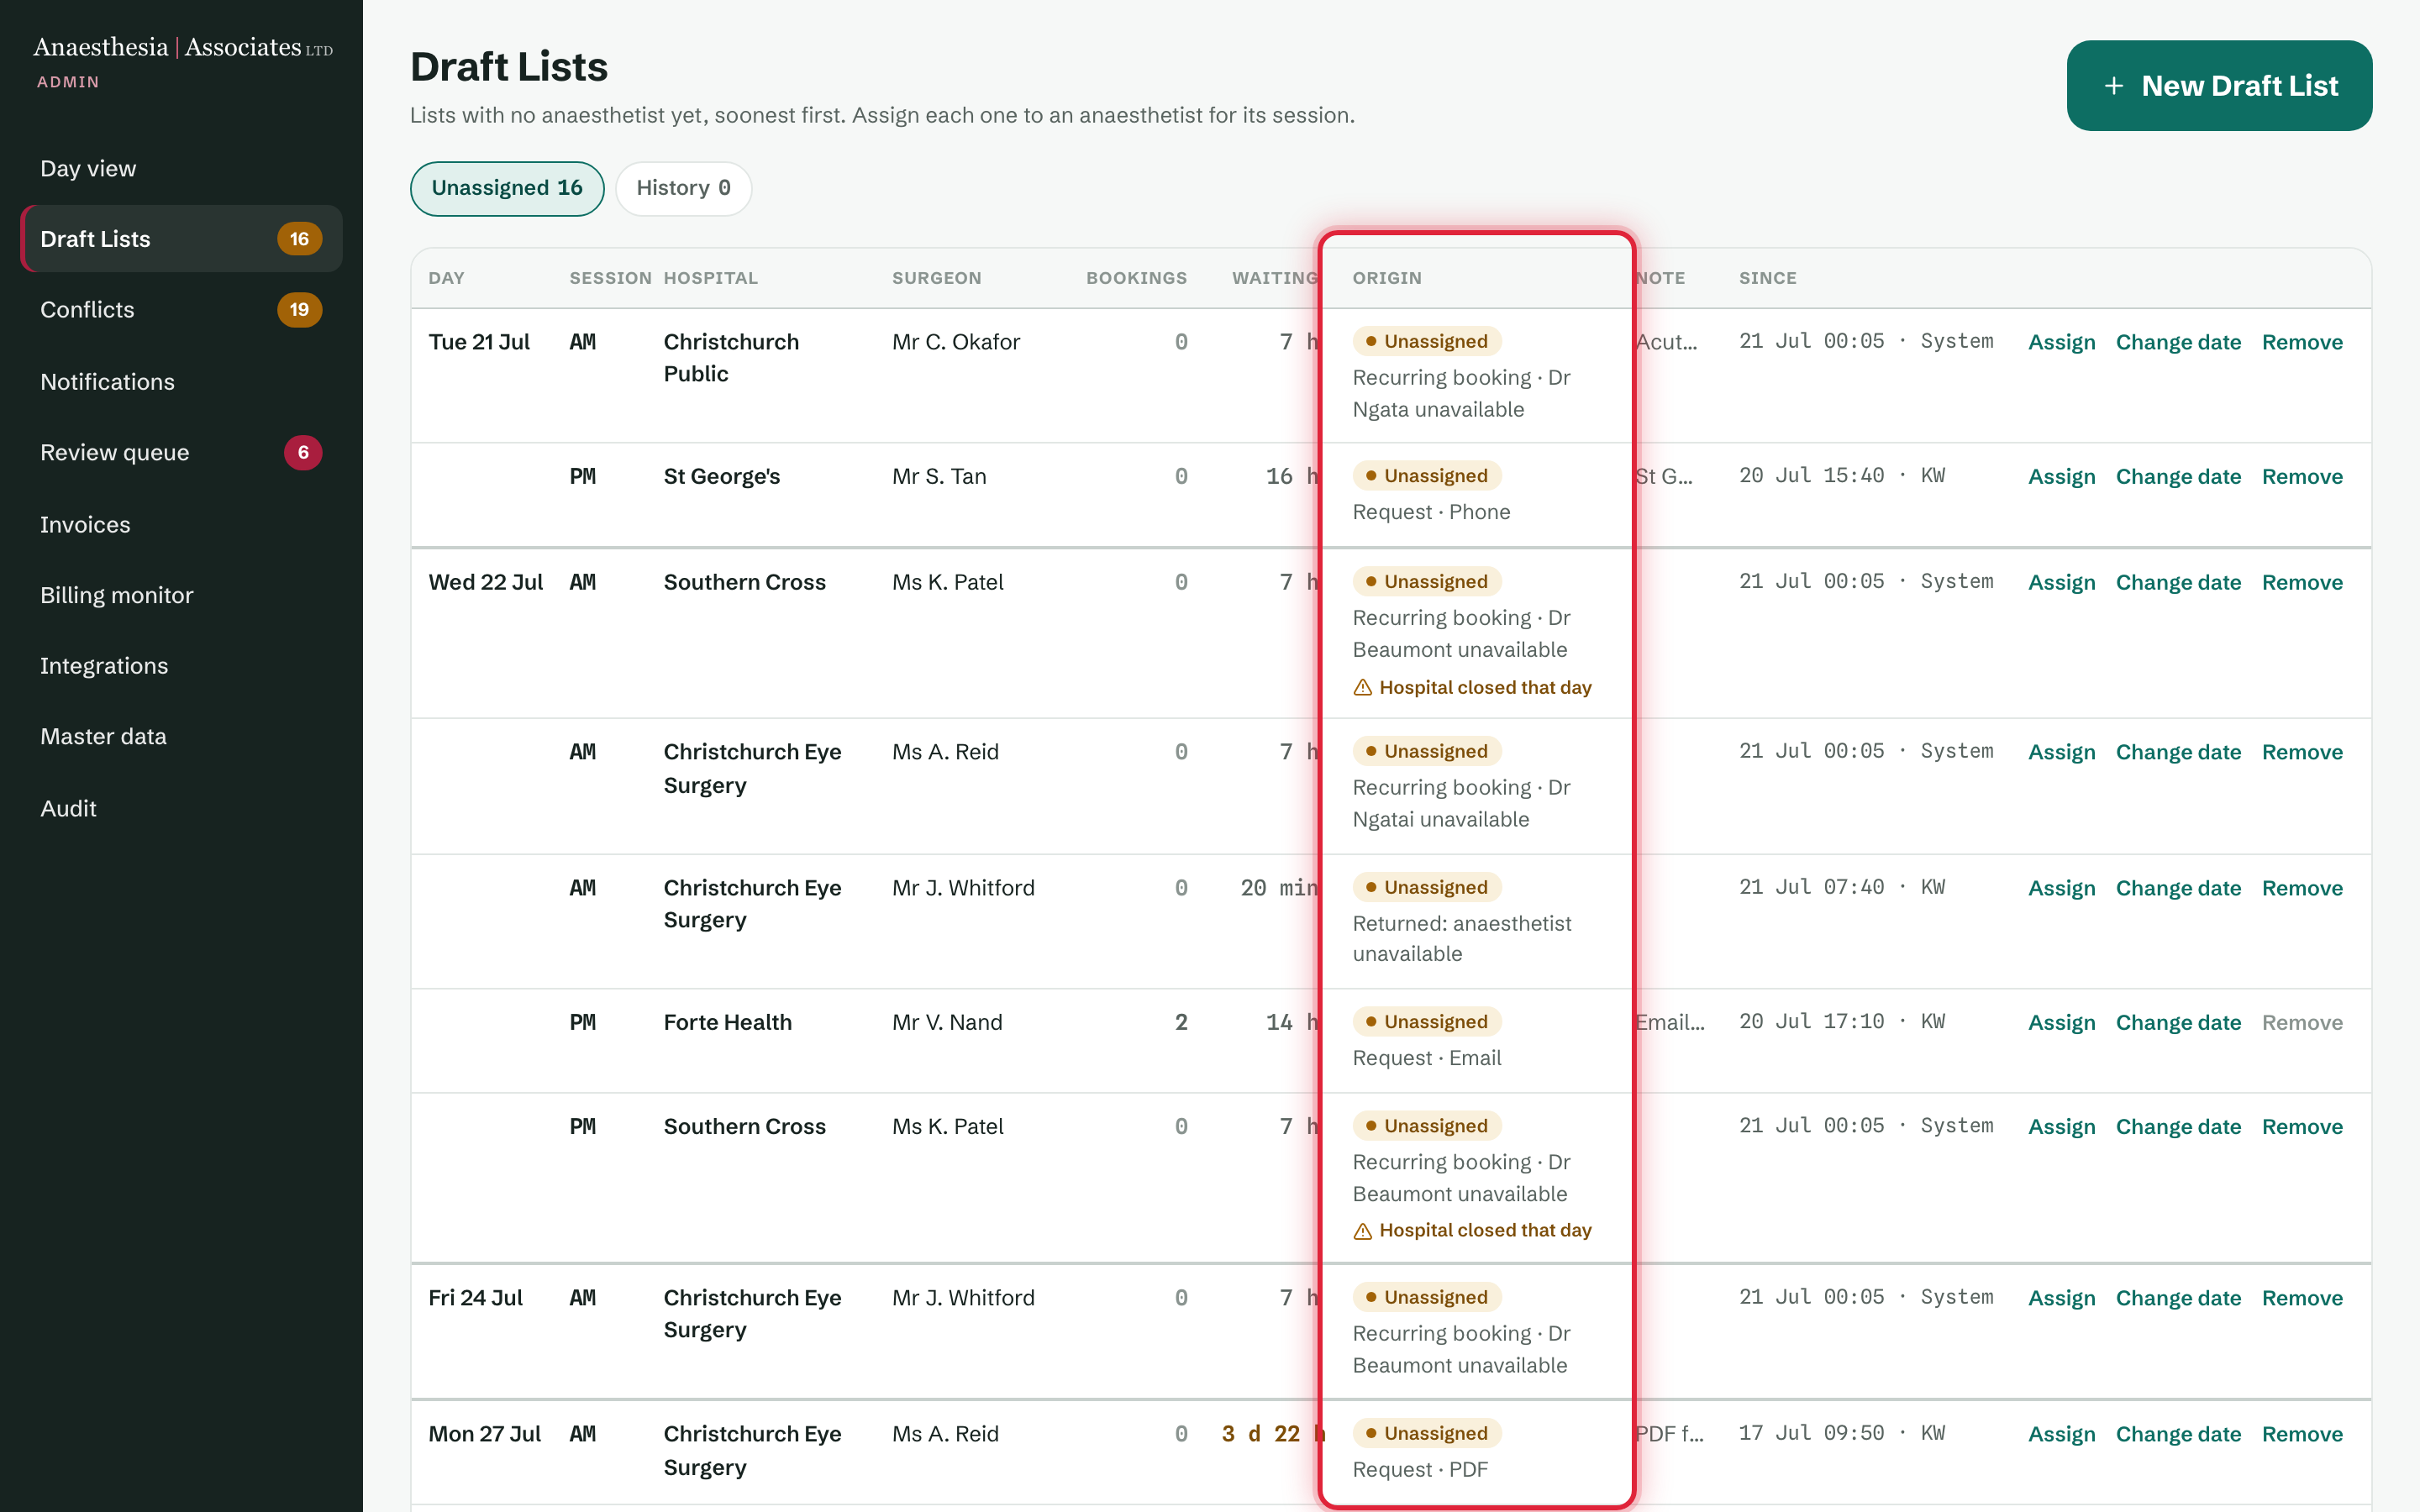 Anaesthesia | Associates LTD
ADMIN
Day view
Draft Lists 16
Conflicts 19
Notifications
Review queue 6
Invoices
Billing monitor
Integrations
Master data
Audit
Draft Lists
Lists with no anaesthetist yet, soonest first. Assign each one to an anaesthetist for its session.
+ New Draft List
Unassigned 16 History 0
DAY SESSION HOSPITAL SURGEON BOOKINGS WAITING ORIGIN NOTE SINCE
Tue 21 Jul AM Christchurch Mr C. Okafor 0 7 h Unassigned Acut... 21 Jul 00:05 · System Assign Change date Remove
Public Recurring booking · Dr
Ngata unavailable
PM St George's Mr S. Tan 0 16 h Unassigned St G... 20 Jul 15:40 · KW Assign Change date Remove
Request · Phone
Wed 22 Jul AM Southern Cross Ms K. Patel 0 7 h Unassigned 21 Jul 00:05 · System Assign Change date Remove
Recurring booking · Dr
Beaumont unavailable
Hospital closed that day
AM Christchurch Eye Ms A. Reid 0 7 h Unassigned 21 Jul 00:05 · System Assign Change date Remove
Surgery Recurring booking · Dr
Ngatai unavailable
AM Christchurch Eye Mr J. Whitford 0 20 min Unassigned 21 Jul 07:40 · KW Assign Change date Remove
Surgery Returned: anaesthetist
unavailable
PM Forte Health Mr V. Nand 2 14 h Unassigned Email... 20 Jul 17:10 · KW Assign Change date Remove
Request · Email
PM Southern Cross Ms K. Patel 0 7 h Unassigned 21 Jul 00:05 · System Assign Change date Remove
Recurring booking · Dr
Beaumont unavailable
Hospital closed that day
Fri 24 Jul AM Christchurch Eye Mr J. Whitford 0 7 h Unassigned 21 Jul 00:05 · System Assign Change date Remove
Surgery Recurring booking · Dr
Beaumont unavailable
Mon 27 Jul AM Christchurch Eye Ms A. Reid 0 3 d 22 h Unassigned PDF f... 17 Jul 09:50 · KW Assign Change date Remove
Surgery Request · PDF